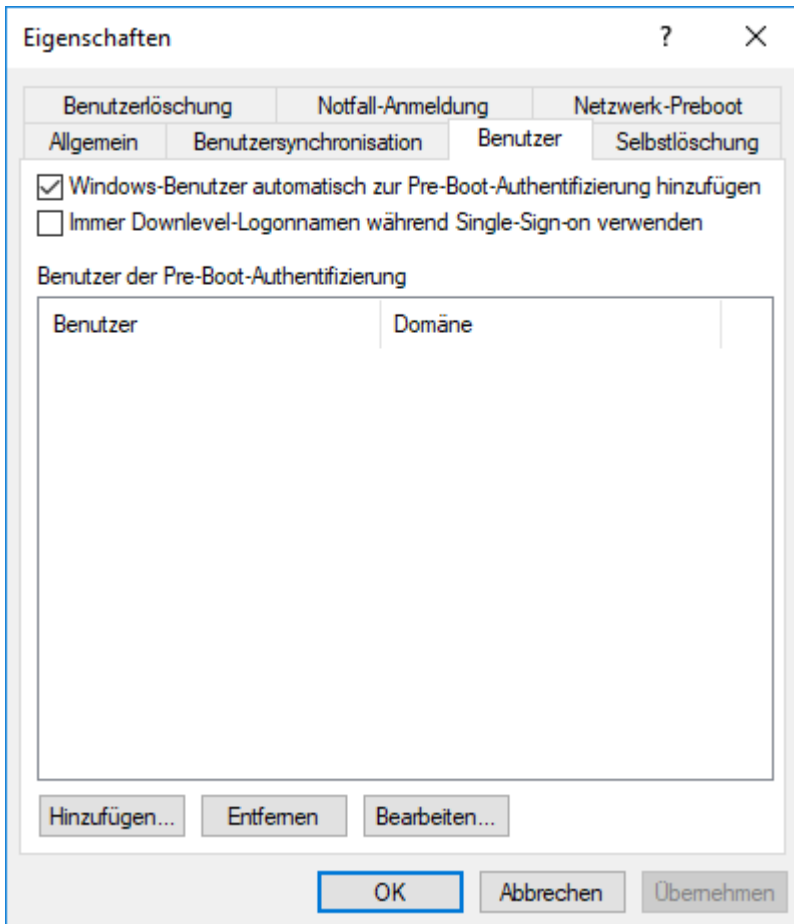 Eigenschaften
?
Benutzerlöschung Notfall-Anmeldung Netzwerk-Preboot
Allgemein Benutzersynchronisation Benutzer Selbstlöschung
Windows-Benutzer automatisch zur Pre-Boot-Authentifizierung hinzufügen
Immer Downlevel-Logonnamen während Single-Sign-on verwenden
Benutzer der Pre-Boot-Authentifizierung
Benutzer Domäne
Hinzufügen... Entfernen Bearbeiten...
OK Abbrechen Übernehmen